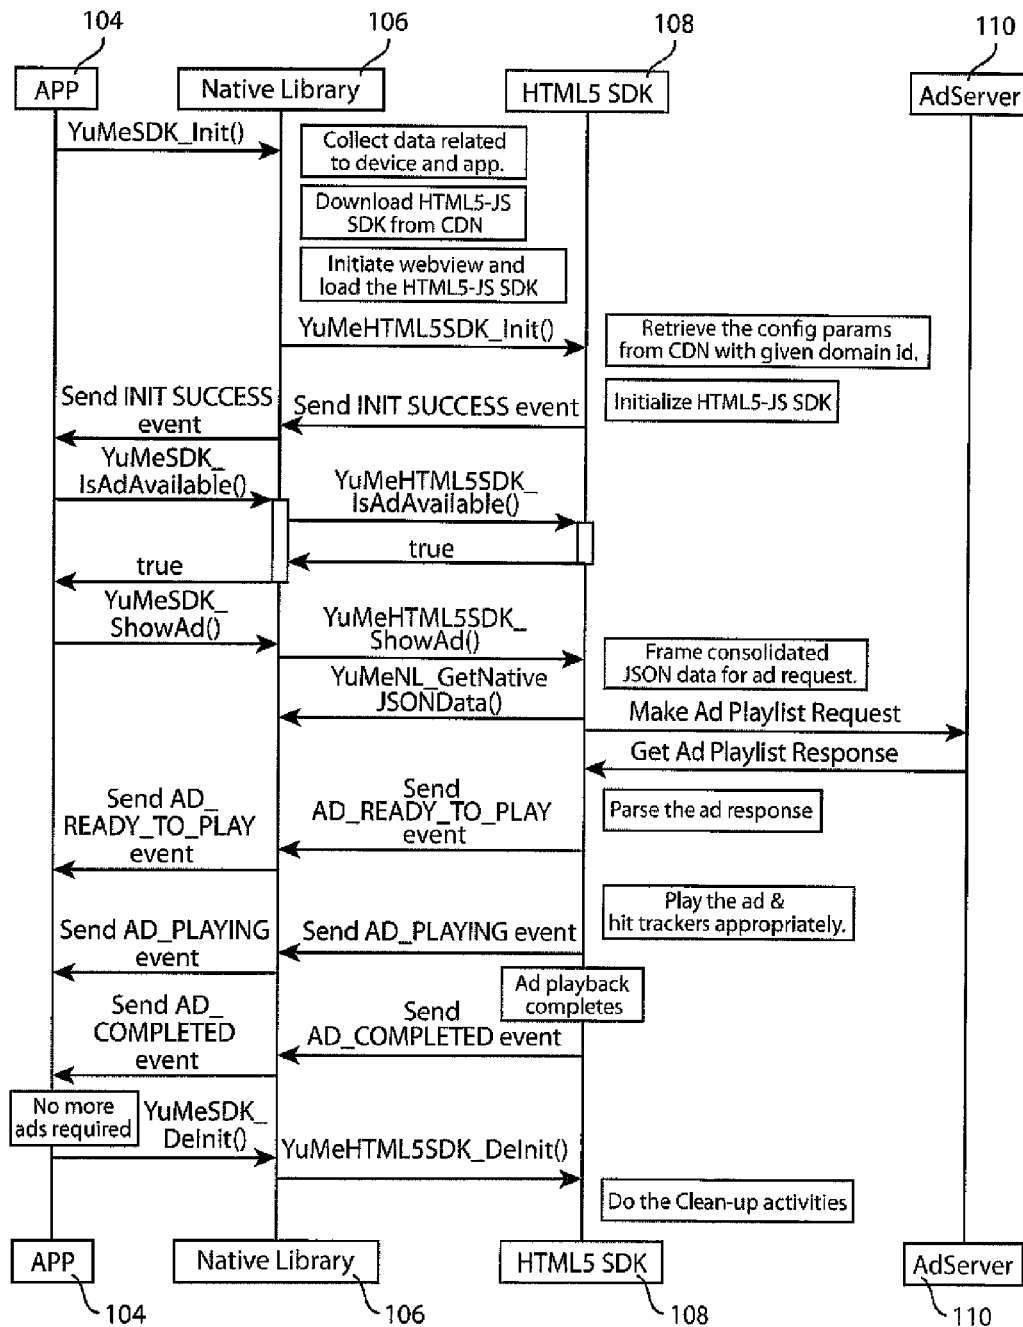 104
106
108
110
APP
Native Library
HTML5 SDK
AdServer
YuMeSDK_Init()
Collect data related
to device and app.
Download HTML5-JS
SDK from CDN
Initiate webview and
load the HTML5-JS SDK
YuMeHTML5SDK_Init()
Retrieve the config params
from CDN with given domain id.
Initialize HTML5-JS SDK
Send INIT SUCCESS event
Send INIT SUCCESS
event
YuMeSDK_
IsAdAvailable()
YuMeHTML5SDK_
IsAdAvailable()
true
true
YuMeSDK_
ShowAd()
YuMeHTML5SDK_
ShowAd()
Frame consolidated
JSON data for ad request.
YuMeNL_GetNative
JSONData()
Make Ad Playlist Request
Get Ad Playlist Response
Parse the ad response
Send
AD_READY_TO_PLAY
event
Send AD_
READY_TO_PLAY
event
Play the ad &
hit trackers appropriately.
Send AD_PLAYING event
Send AD_PLAYING
event
Ad playback
completes
Send
AD_COMPLETED event
Send AD_
COMPLETED
event
No more
ads required
YuMeSDK_
DeInit()
YuMeHTML5SDK_DeInit()
Do the Clean-up activities
APP
Native Library
HTML5 SDK
AdServer
104
106
108
110